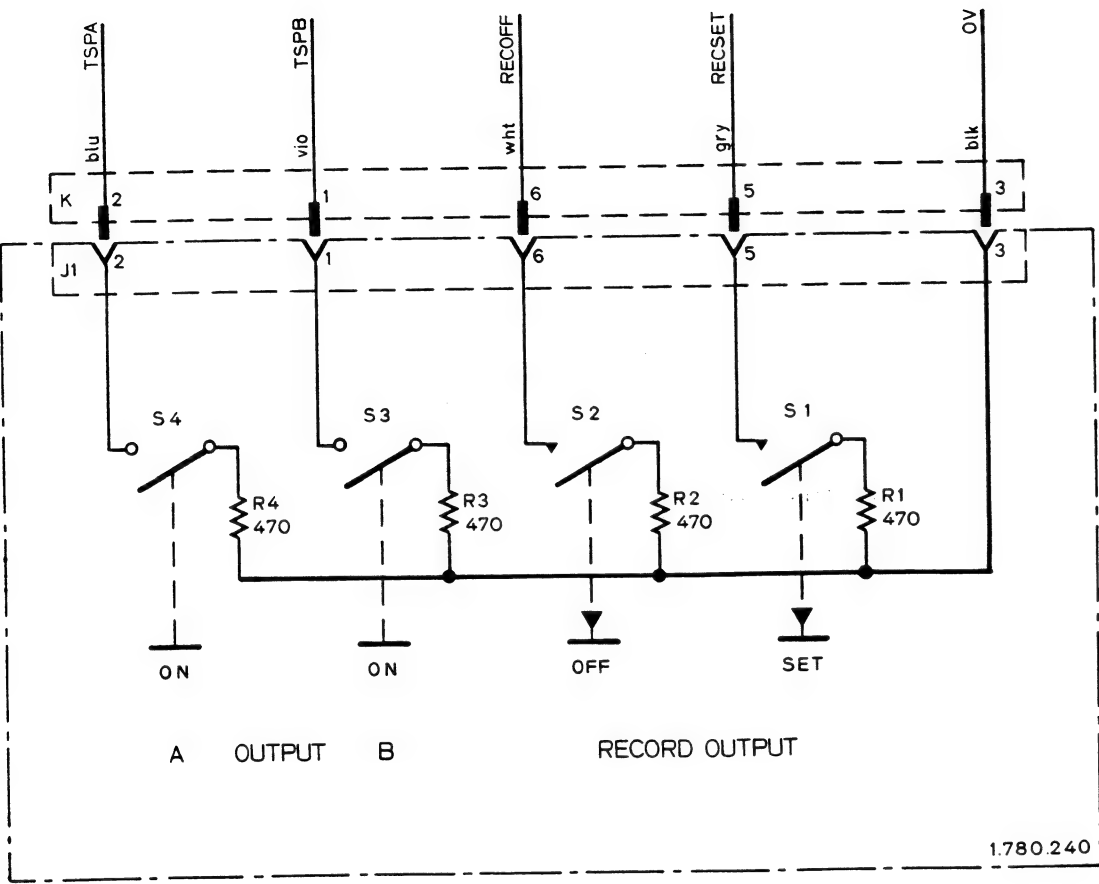 TSPA
TSPB
RECOFF
RECSET
0V
blu
vio
wht
gry
blk
K
2
1
6
5
3
J1
2
1
6
5
3
S4
S3
S2
S1
R4
470
R3
470
R2
470
R1
470
ON
ON
OFF
SET
A OUTPUT B
RECORD OUTPUT
1.780.240